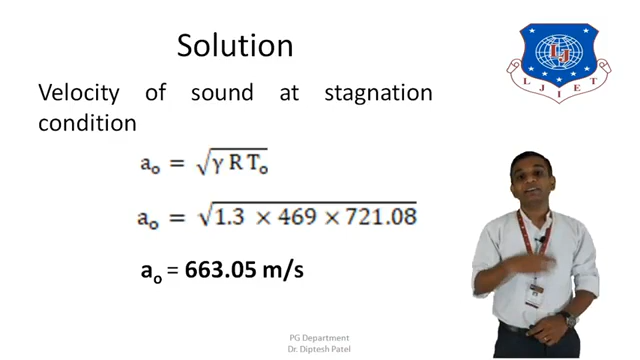 Solution
Velocity of sound at stagnation
condition
aₒ = √γ R Tₒ
aₒ = √1.3 × 469 × 721.08
aₒ = 663.05 m/s
LJ
LJIET
PG Department
Dr. Diptesh Patel